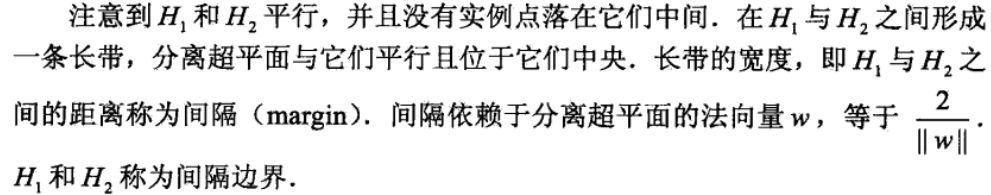 注意到 H₁ 和 H₂ 平行，并且没有实例点落在它们中间．在 H₁ 与 H₂ 之间形成
一条长带，分离超平面与它们平行且位于它们中央．长带的宽度，即 H₁ 与 H₂ 之
间的距离称为间隔（margin）．间隔依赖于分离超平面的法向量 w，等于 2/||w||．
H₁ 和 H₂ 称为间隔边界．